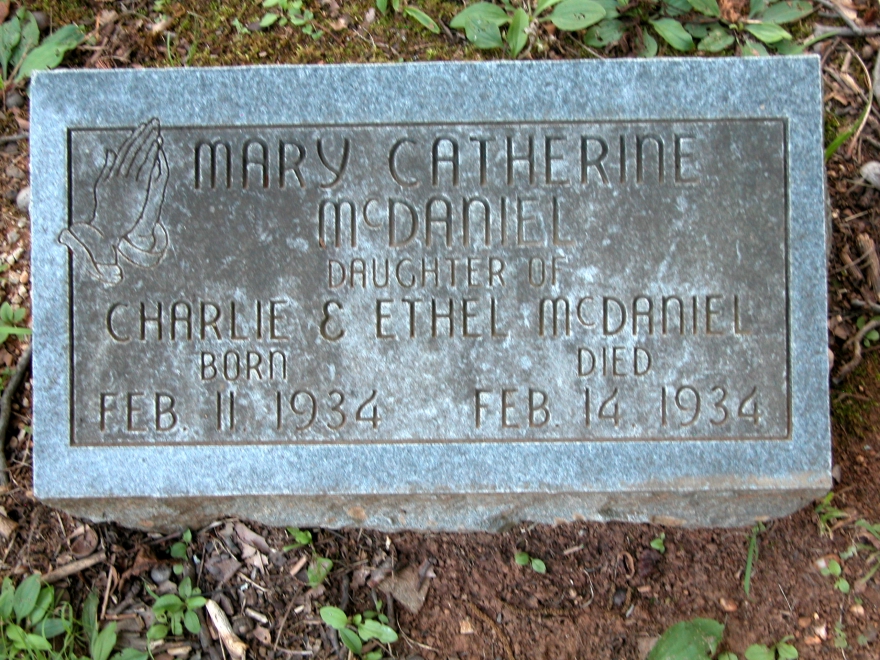 MARY CATHERINE
McDANIEL
DAUGHTER OF
CHARLIE & ETHEL McDANIEL
BORN DIED
FEB. 11. 1934 FEB. 14. 1934